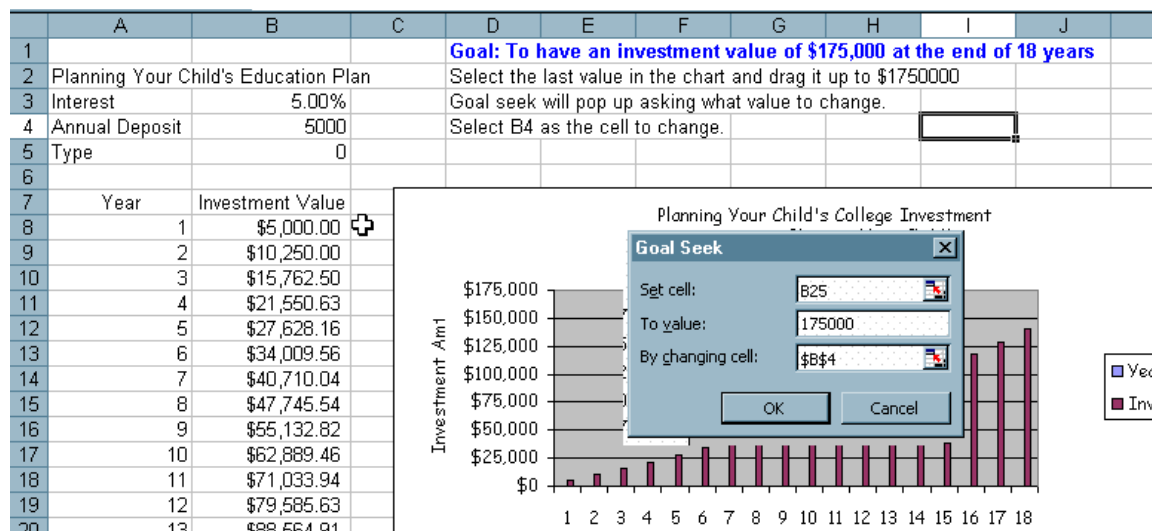 A B C D E F G H I J
1 Goal: To have an investment value of $175,000 at the end of 18 years
2 Planning Your Child's Education Plan Select the last value in the chart and drag it up to $1750000
3 Interest 5.00% Goal seek will pop up asking what value to change.
4 Annual Deposit 5000 Select B4 as the cell to change.
5 Type 0
6
7 Year Investment Value
8 1 $5,000.00
9 2 $10,250.00
10 3 $15,762.50
11 4 $21,550.63
12 5 $27,628.16
13 6 $34,009.56
14 7 $40,710.04
15 8 $47,745.54
16 9 $55,132.82
17 10 $62,889.46
18 11 $71,033.94
19 12 $79,585.63
20 13 $88,564.91
Planning Your Child's College Investment
Goal Seek
Set cell: B25
To value: 175000
By changing cell: $B$4
OK Cancel
Investment Amt
$175,000
$150,000
$125,000
$100,000
$75,000
$50,000
$25,000
$0
1 2 3 4 5 6 7 8 9 10 11 12 13 14 15 16 17 18